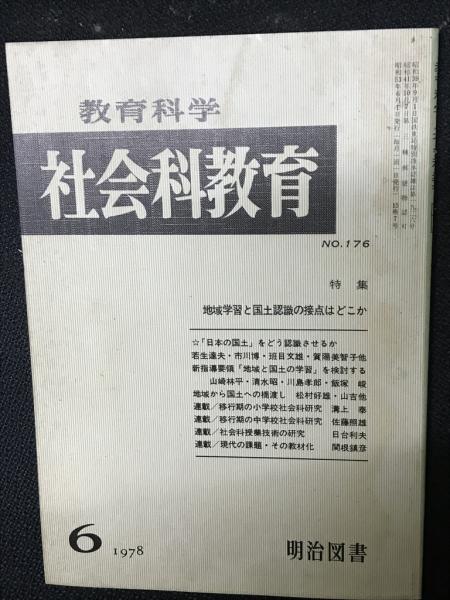 教育科学
社会科教育
NO.176
特集
地域学習と国土認識の接点はどこか
☆「日本の国土」をどう認識させるか
若生達夫・市川博・班目文雄・賀陽美智子他
新指導要領「地域と国土の学習」を検討する
山崎林平・清水昭・川島孝郎・飯塚 峻
地域から国土への橋渡し 松村好雄・山吉他
連載／移行期の小学校社会科研究 溝上 泰
連載／移行期の中学校社会科研究 佐藤照雄
連載／社会科授業技術の研究 日台利夫
連載／現代の課題・その教材化 関根鎮彦
6 1978
明治図書